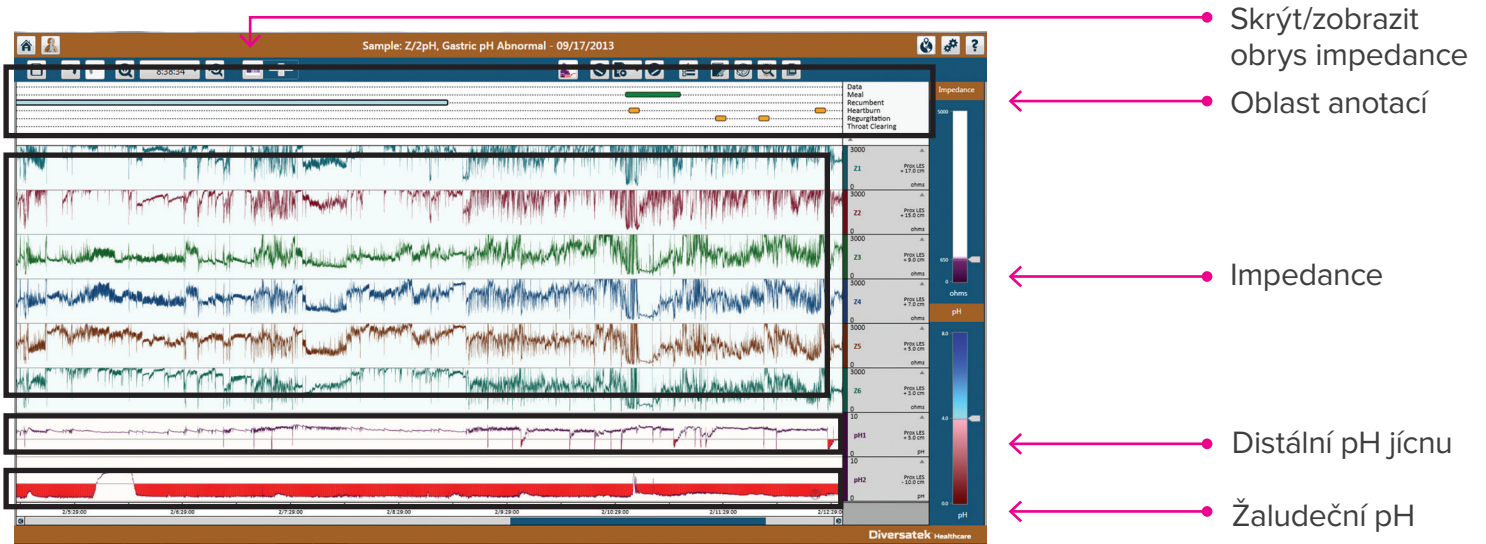 Skrýt/zobrazit
obrys impedance
Sample: Z/2pH, Gastric pH Abnormal - 09/17/2013
?
8:38:34
Data
Meal
Recumbent
Heartburn
Regurgitation
Throat Clearing
Impedance
5000
650
0
ohms
Oblast anotací
3000
Z1
Prox LES
+ 17.0 cm
0
ohms
3000
Z2
Prox LES
+ 15.0 cm
0
ohms
3000
Z3
Prox LES
+ 9.0 cm
0
ohms
3000
Z4
Prox LES
+ 7.0 cm
0
ohms
3000
Z5
Prox LES
+ 5.0 cm
0
ohms
3000
Z6
Prox LES
+ 3.0 cm
0
ohms
Impedance
pH
8.0
4.0
0.0
pH
10
pH1
Prox LES
+ 5.0 cm
0
pH
Distální pH jícnu
10
pH2
Prox LES
- 10.0 cm
0
pH
Žaludeční pH
2/5:29:00 2/6:29:00 2/7:29:00 2/8:29:00 2/9:29:00 2/10:29:00 2/11:29:00 2/12:29:0
Diversatek Healthcare